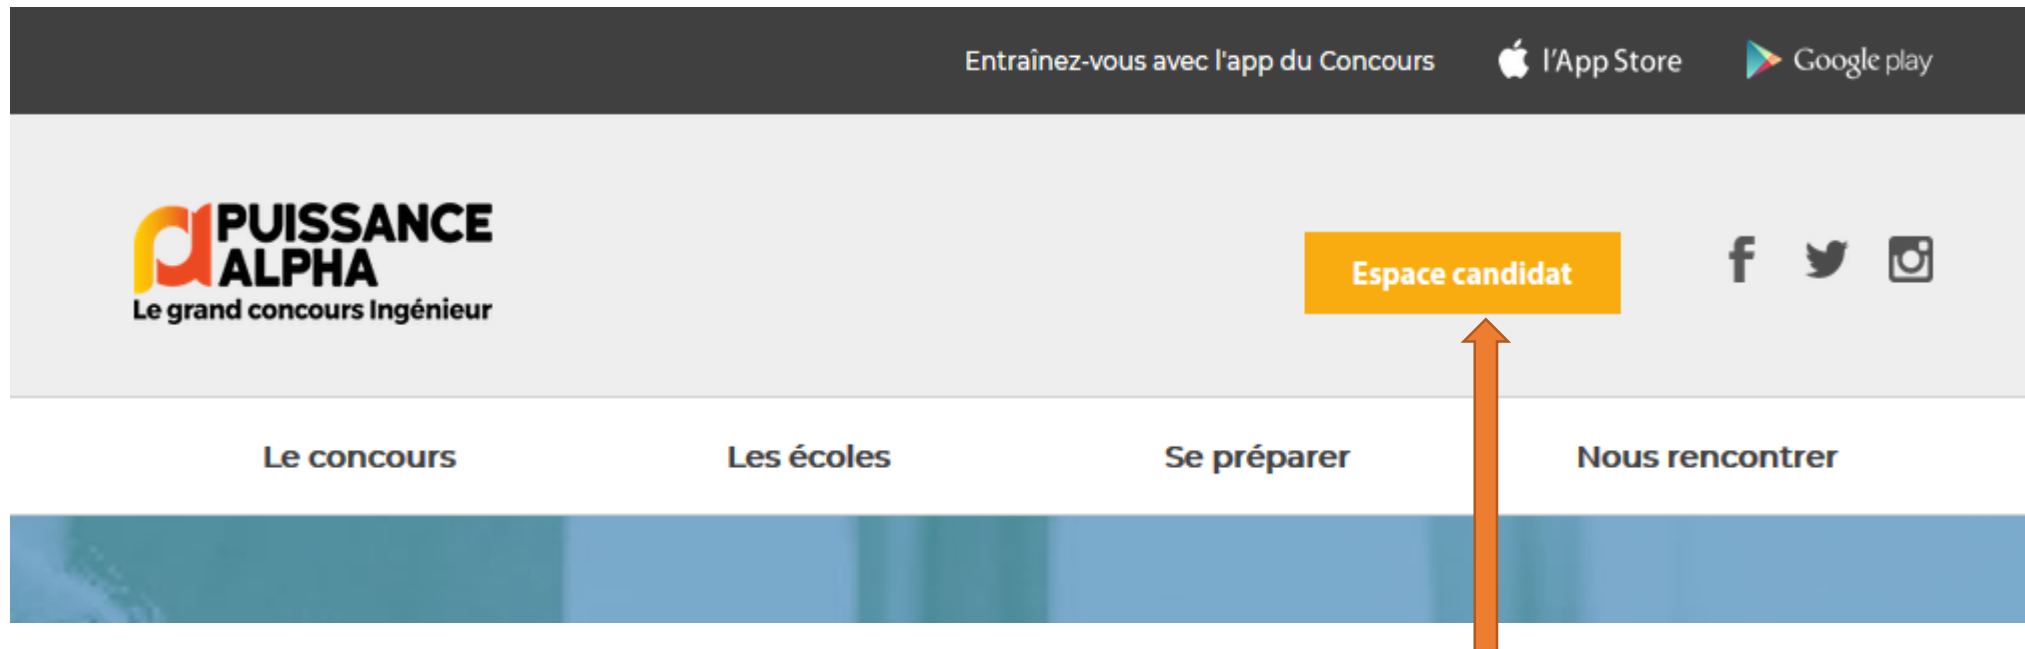 Entraînez-vous avec l'app du Concours l'App Store Google play
PUISSANCE
ALPHA
Le grand concours Ingénieur
Espace candidat
Le concours Les écoles Se préparer Nous rencontrer